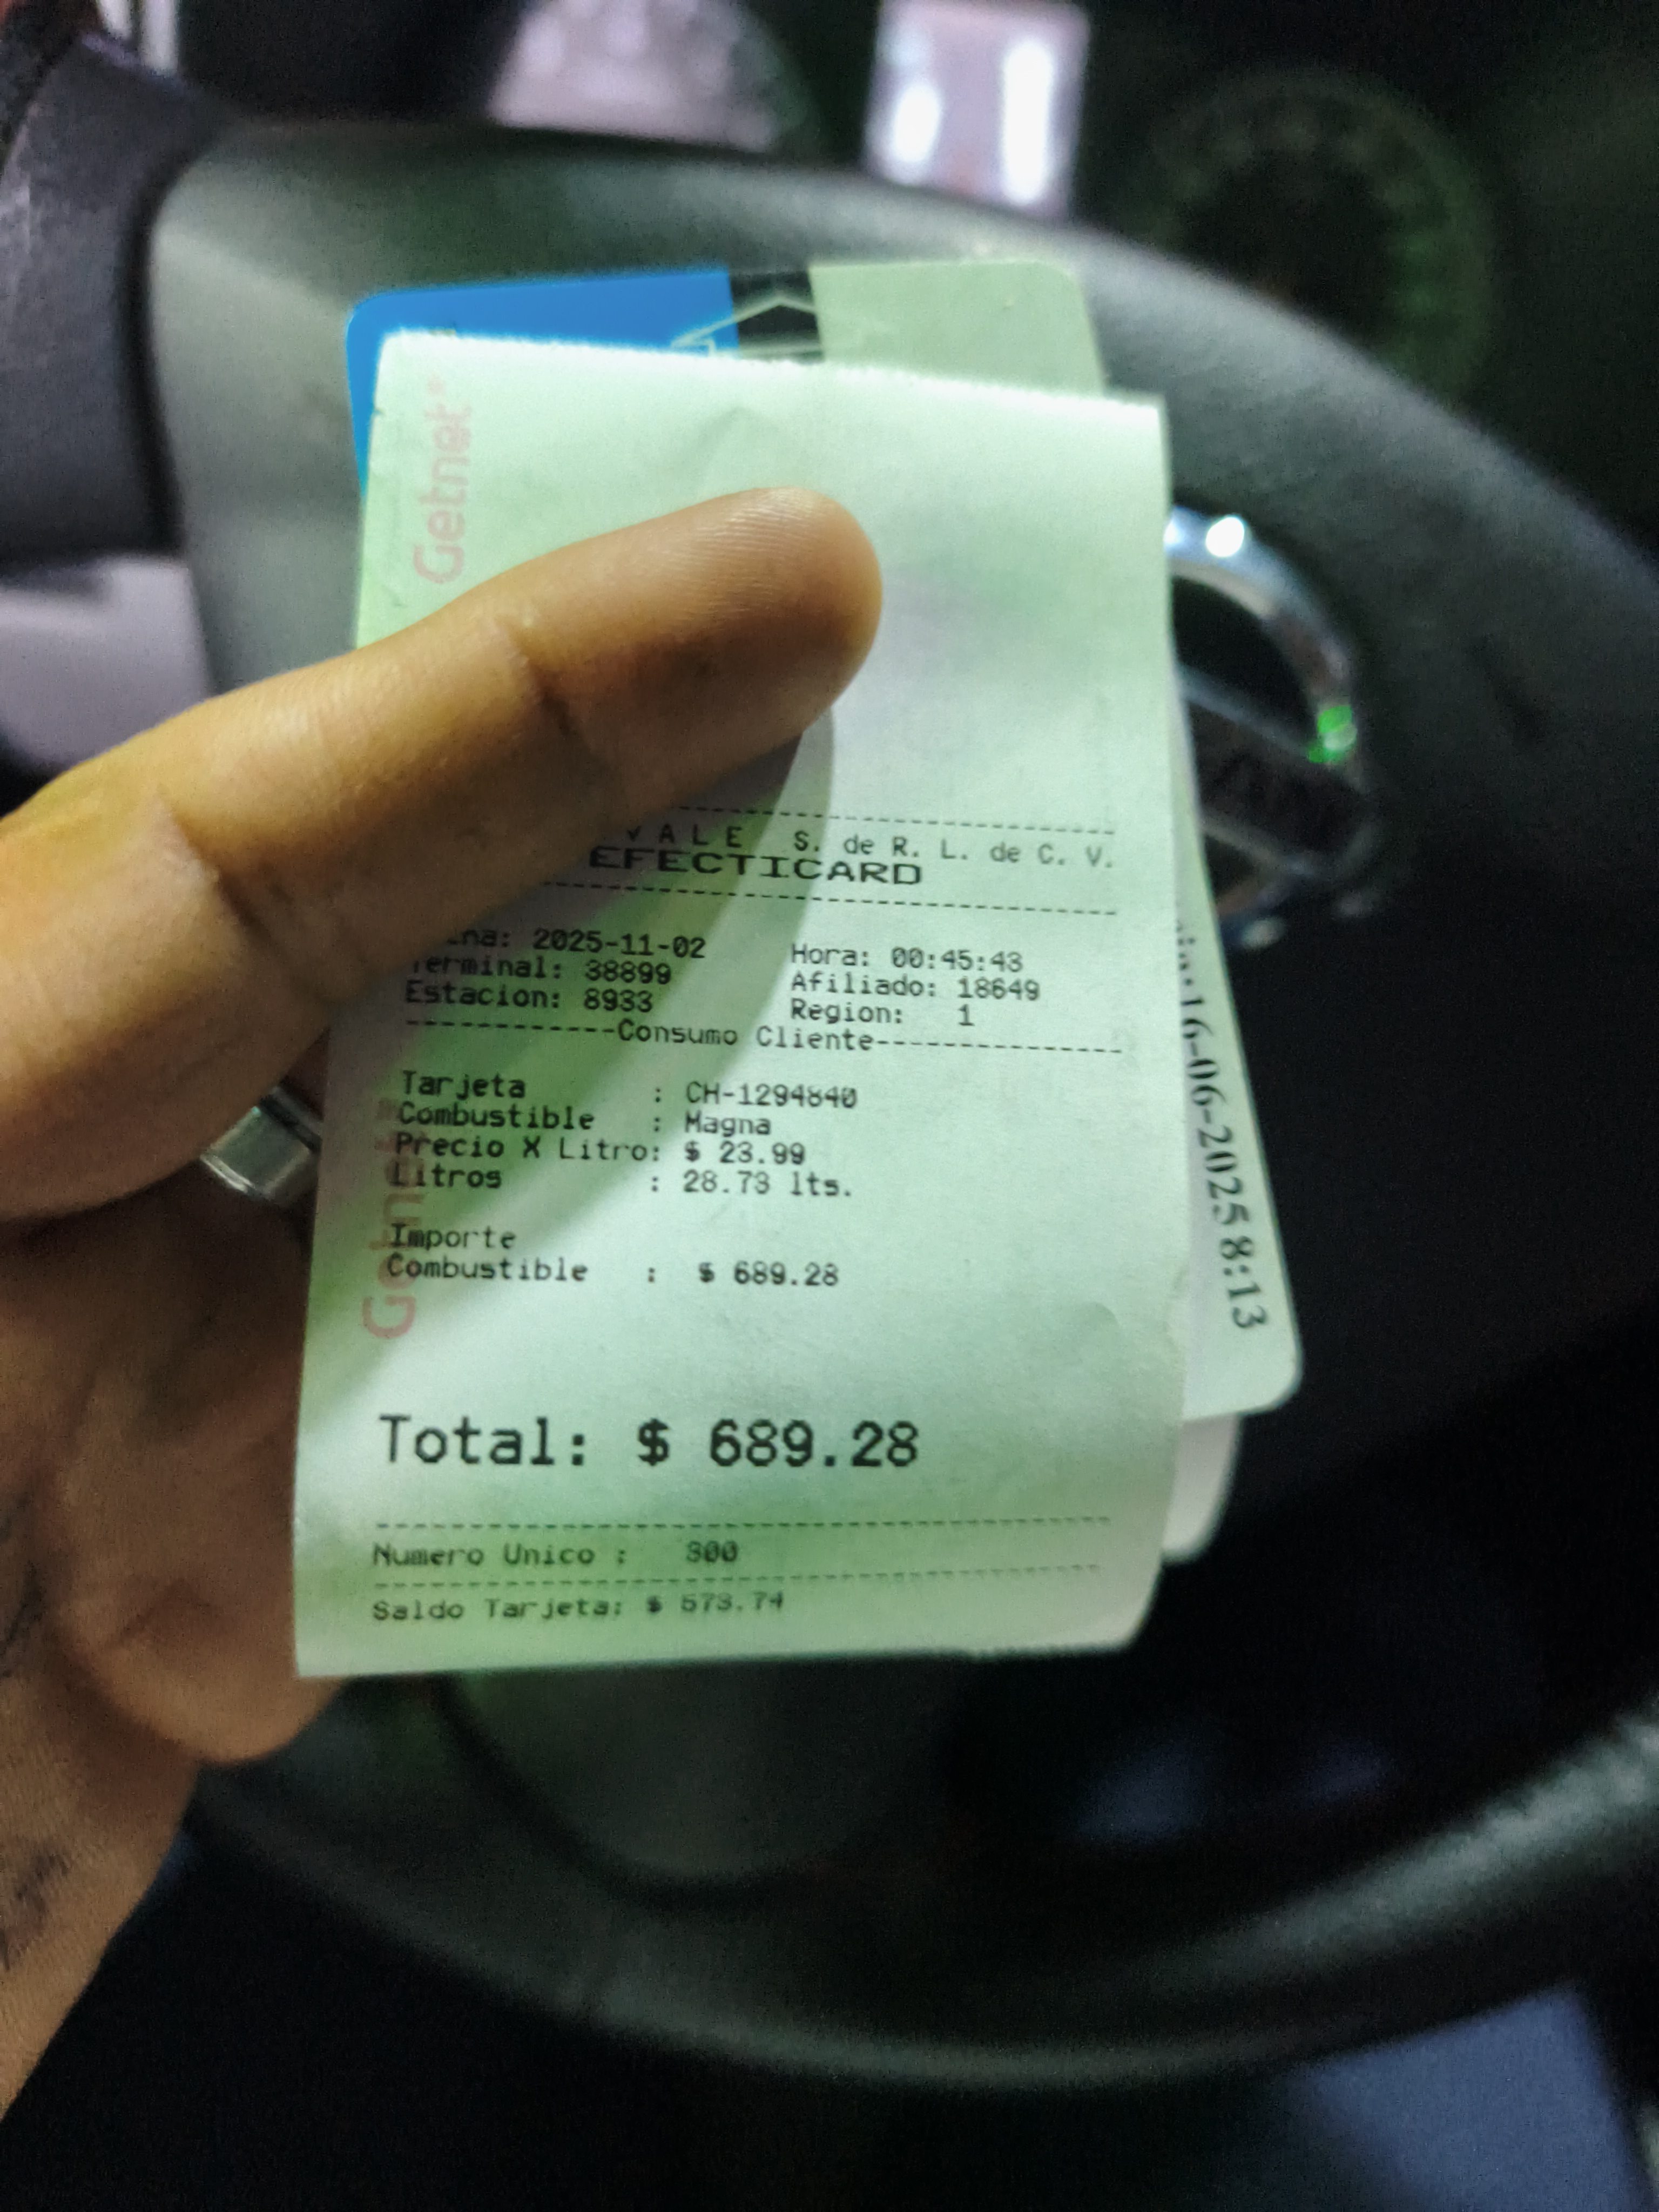 Getnet
VALE S. de R. L. de C. V.
EFECTICARD
2025-11-02 Hora: 00:45:43
Terminal: 38899 Afiliado: 18649
Estacion: 8933 Region: 1
------------Consumo Cliente---------------
Tarjeta : CH-1294840
Combustible : Magna
Precio X Litro: $ 23.99
Litros : 28.73 lts.
Importe
Combustible : $ 689.28
Getnet
Total: $ 689.28
Numero Unico : 300
Saldo Tarjeta: $ 573.74
16-06-2025 8:13